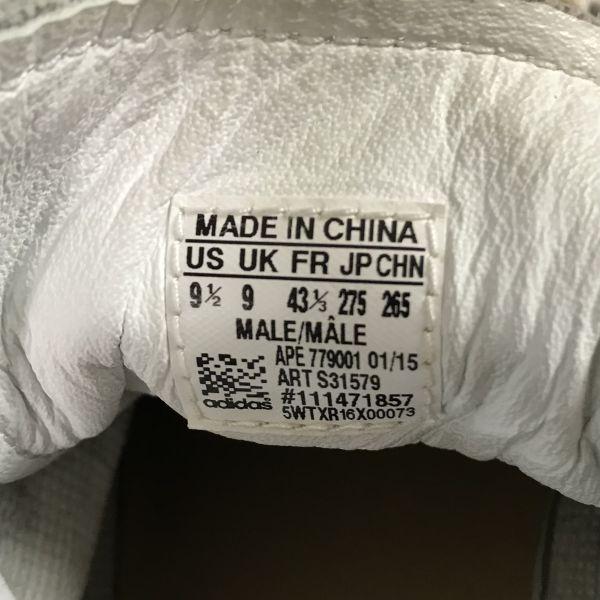 MADE IN CHINA
US UK FR JP CHN
9½ 9 43⅓ 275 265
MALE/MÂLE
APE 779001 01/15
ART S31579
#111471857
adidas
5WTXR16X00073